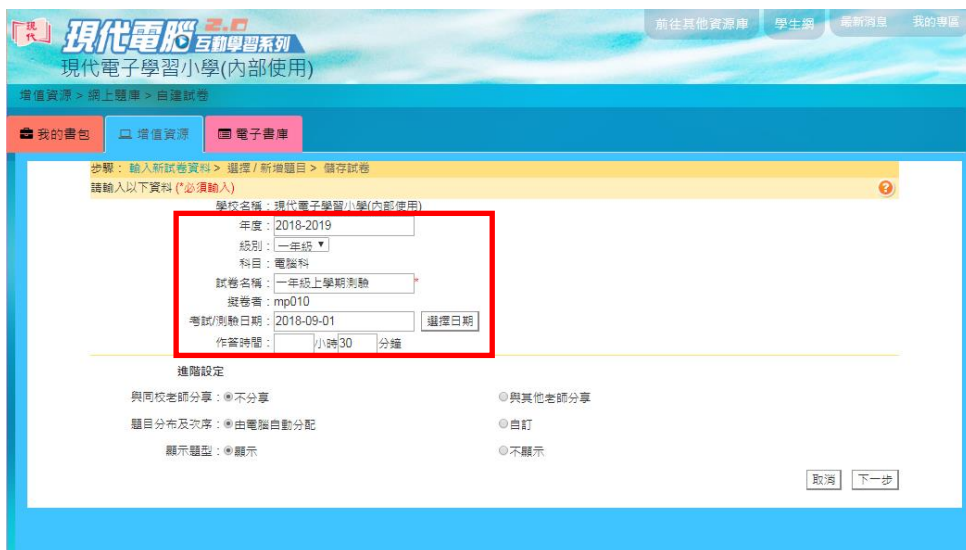 現代
現代電腦 2.0 互動學習系列
現代電子學習小學(內部使用)
前往其他資源庫 學生網 最新消息 我的專區
增值資源 > 網上題庫 > 自建試卷
我的書包 增值資源 電子書庫
步驟： 輸入新試卷資料 > 選擇 / 新增題目 > 儲存試卷
請輸入以下資料 (*必須輸入)
?
學校名稱：現代電子學習小學(內部使用)
年度：2018-2019
級別：一年級
科目：電腦科
試卷名稱：一年級上學期測驗 *
擬卷者：mp010
考試/測驗日期：2018-09-01 選擇日期
作答時間： 小時30 分鐘
進階設定
與同校老師分享：不分享 與其他老師分享
題目分布及次序：由電腦自動分配 自訂
顯示題型：顯示 不顯示
取消 下一步